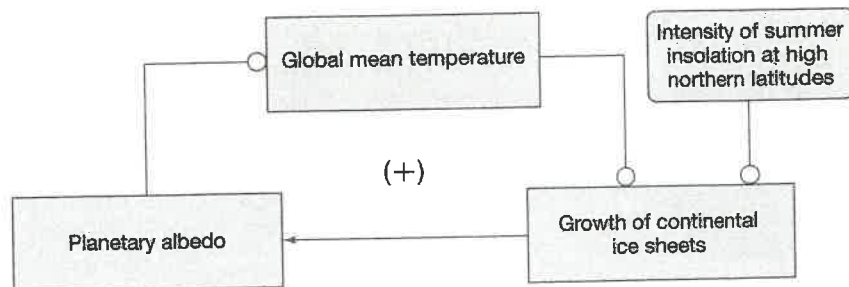 Global mean temperature
Intensity of summer
insolation at high
northern latitudes
(+)
Planetary albedo
Growth of continental
ice sheets